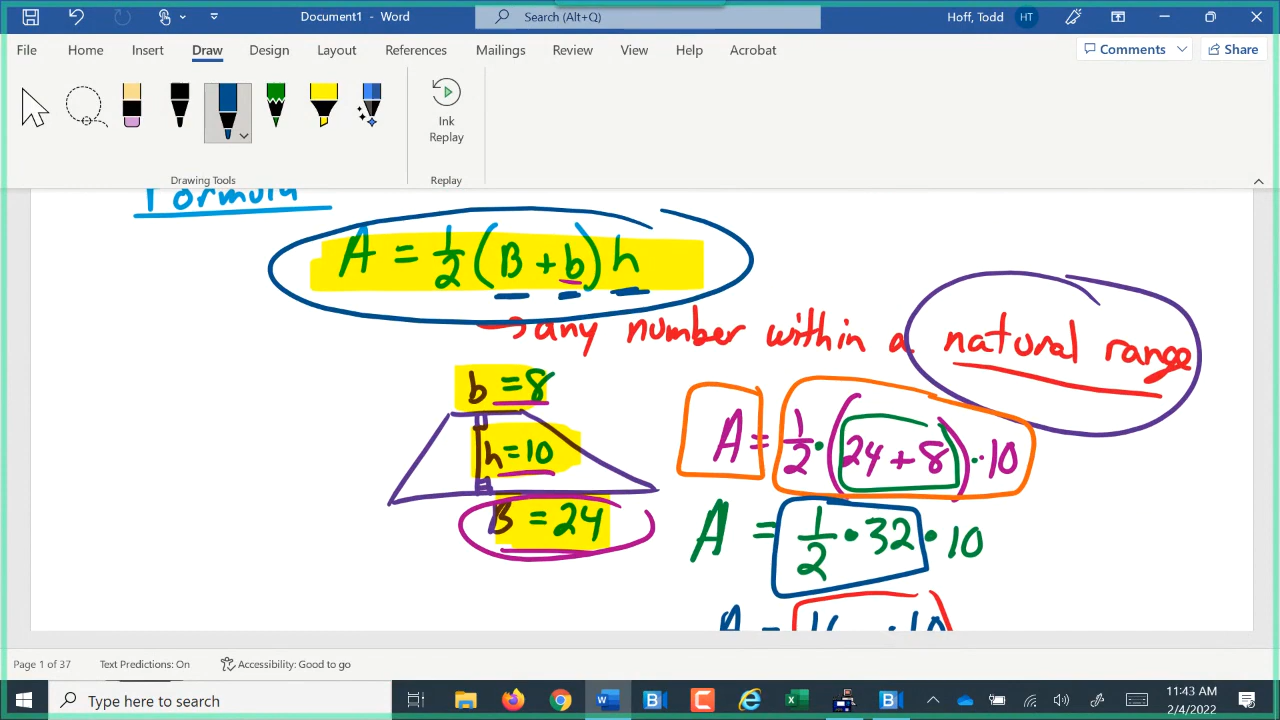 Document1 - Word
Search (Alt+Q)
Hoff, Todd HT
File Home Insert Draw Design Layout References Mailings Review View Help Acrobat
Comments Share
Ink Replay
Drawing Tools Replay
Formula
A = 1/2 (B + b) h
→ any number within a natural range
b = 8
h = 10
B = 24
A = 1/2 · (24 + 8) · 10
A = 1/2 · 32 · 10
A = 16 · 10
Page 1 of 37 Text Predictions: On Accessibility: Good to go
Type here to search
11:43 AM
2/4/2022